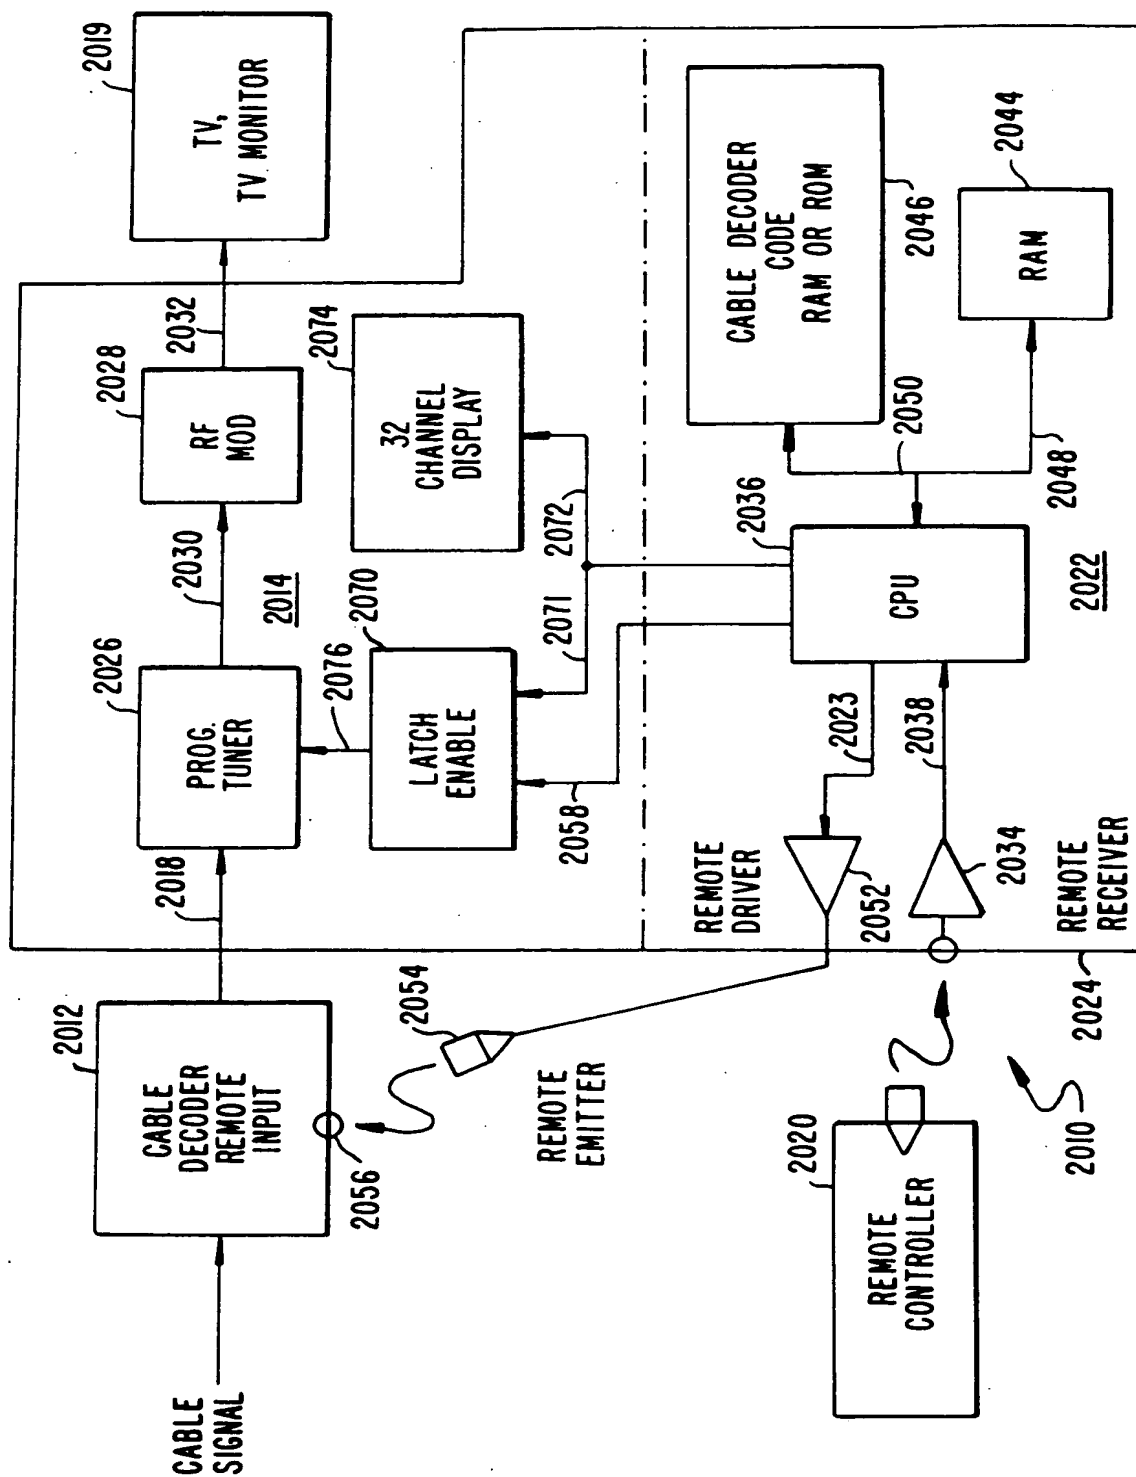 CABLE
SIGNAL
2012
CABLE
DECODER
REMOTE
INPUT
2056
2018
2026
PROG.
TUNER
2030
2014
2028
RF
MOD
2032
2019
TV,
TV MONITOR
2076
2070
LATCH
ENABLE
2058
2071
2072
2074
32
CHANNEL
DISPLAY
2054
REMOTE
EMITTER
REMOTE
DRIVER
2052
2023
2036
CPU
2022
2050
2048
CABLE DECODER
CODE
RAM OR ROM
2046
2044
RAM
2038
2034
REMOTE
RECEIVER
2024
2010
2020
REMOTE
CONTROLLER